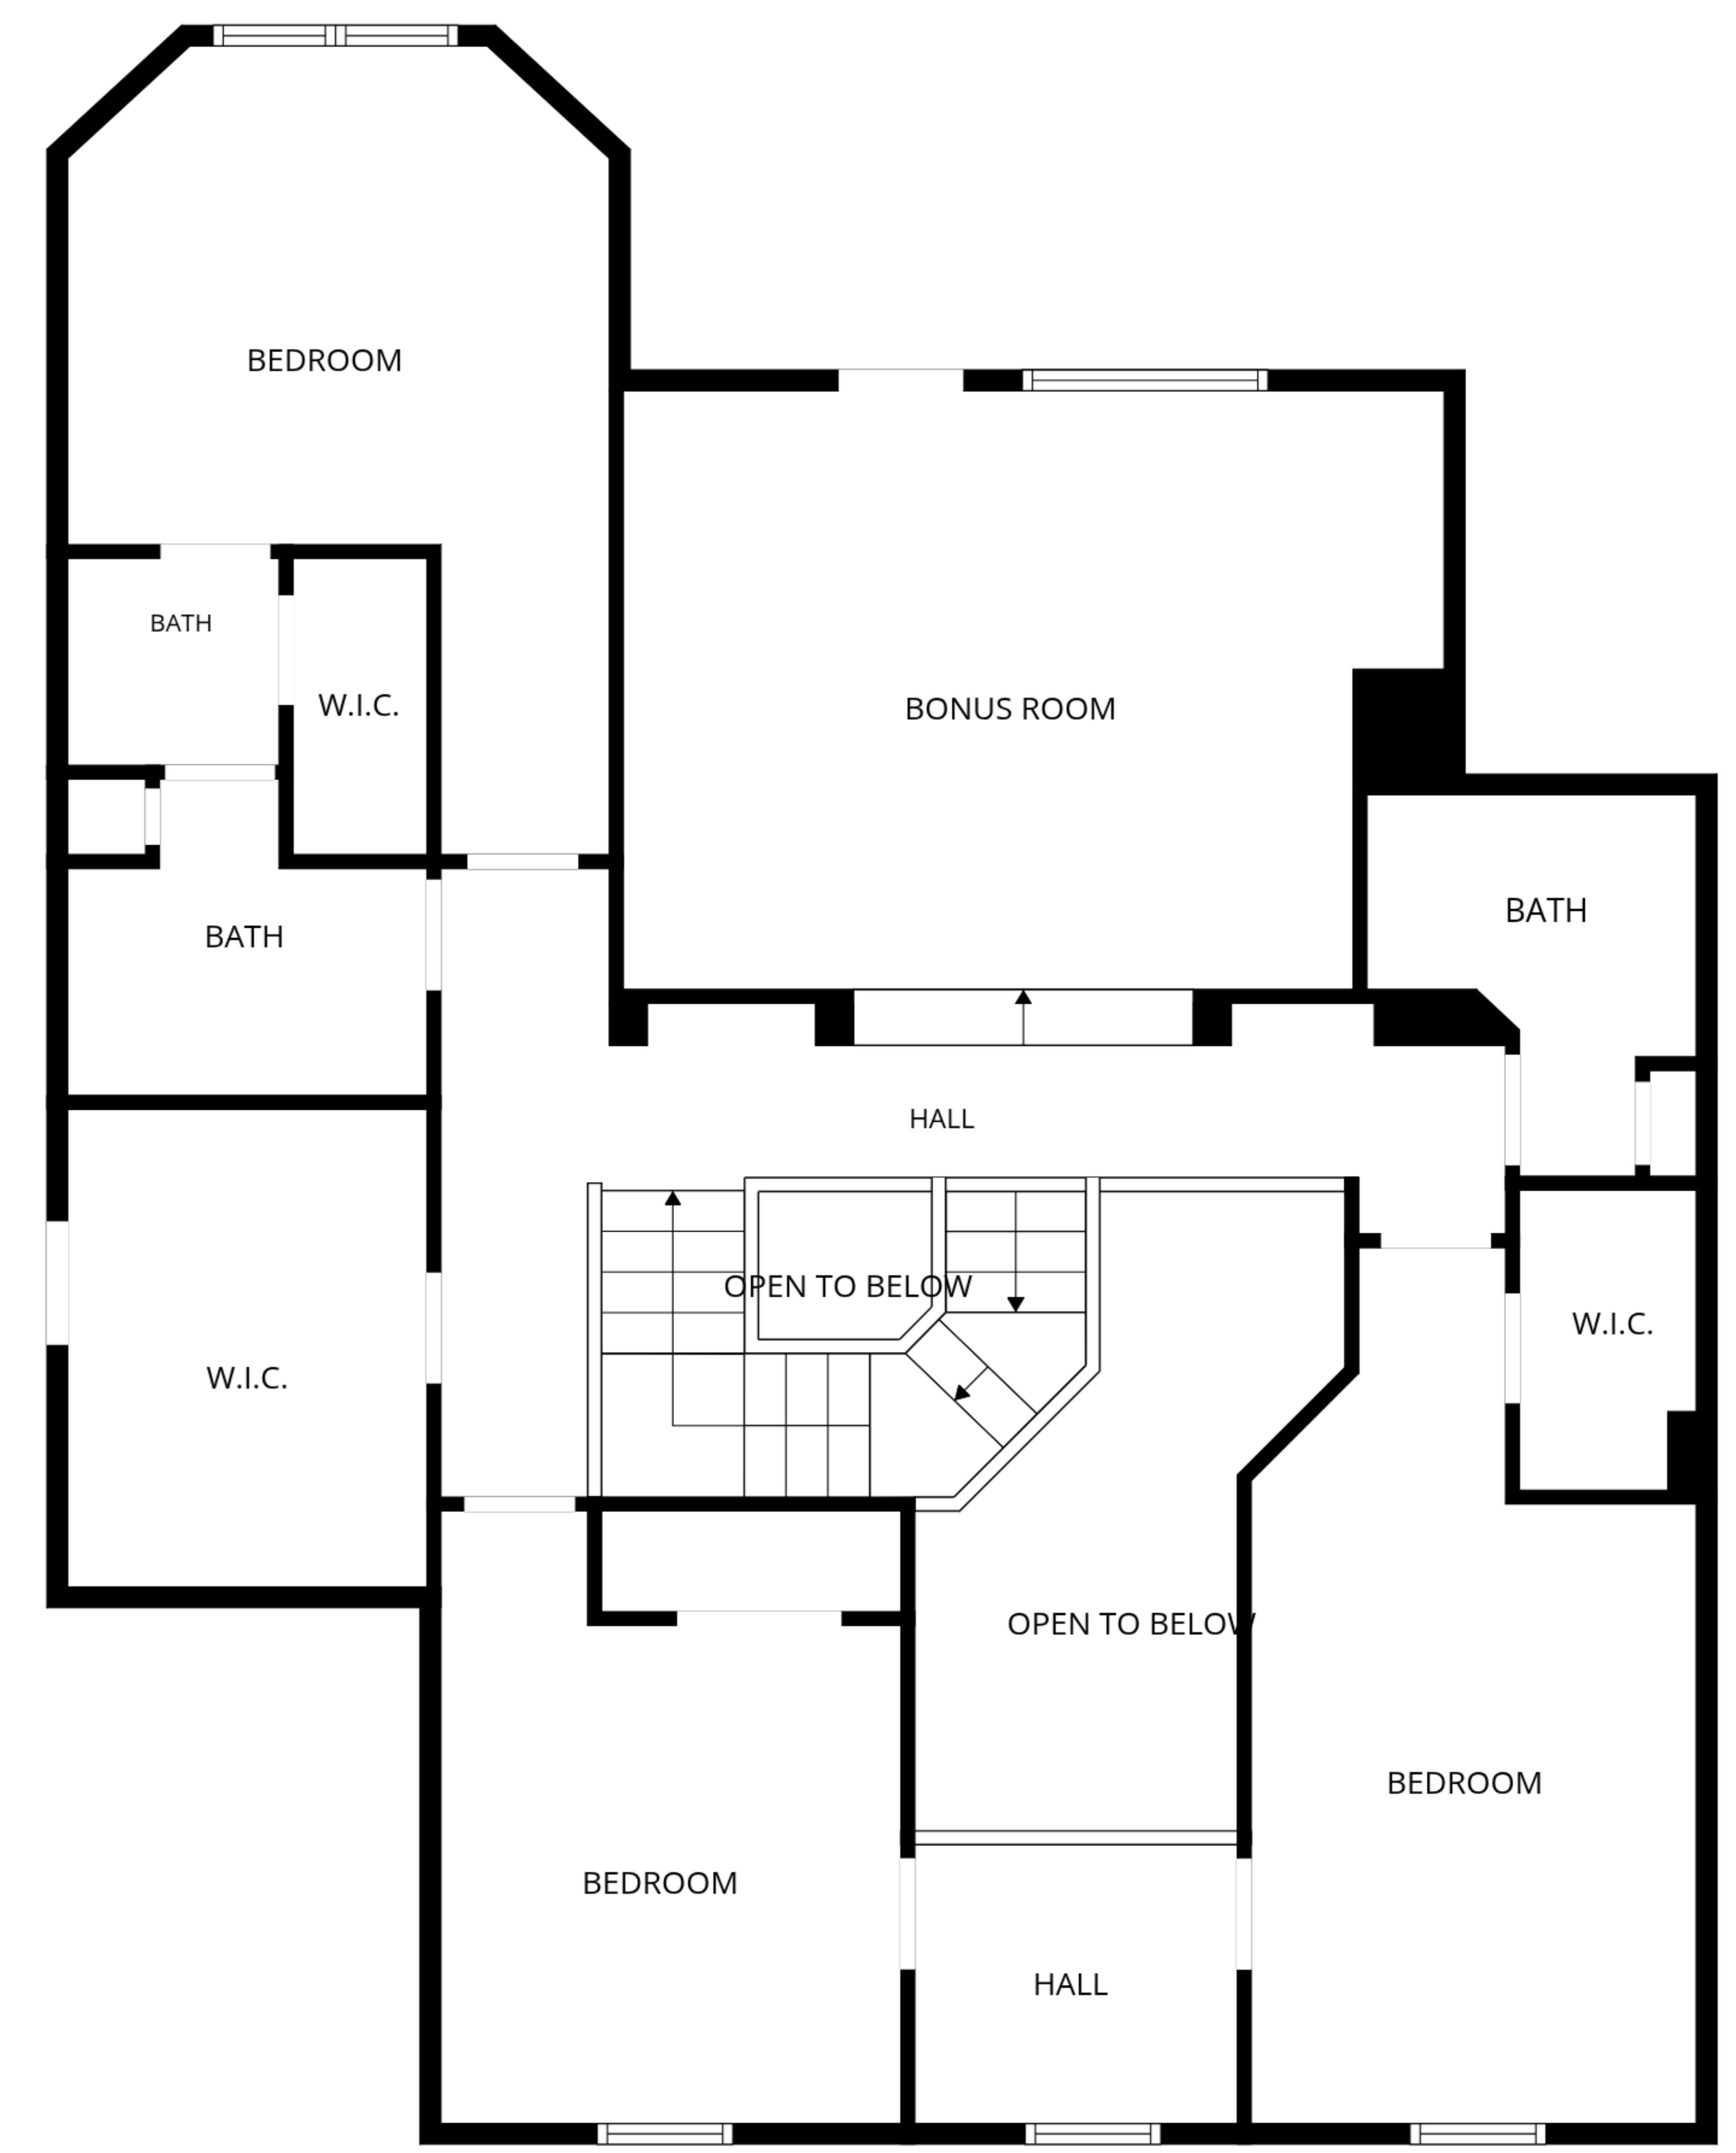 BEDROOM
BATH
W.I.C.
BONUS ROOM
BATH
BATH
HALL
OPEN TO BELOW
W.I.C.
W.I.C.
OPEN TO BELOW
BEDROOM
BEDROOM
HALL